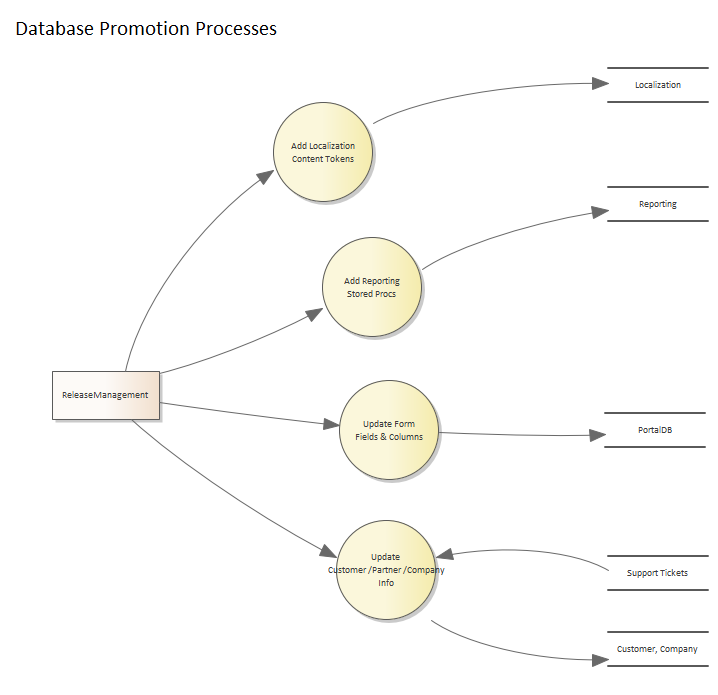 Database Promotion Processes
Localization
Add Localization
Content Tokens
Reporting
Add Reporting
Stored Procs
ReleaseManagement
Update Form
Fields & Columns
PortalDB
Update
Customer/Partner/Company
Info
Support Tickets
Customer, Company